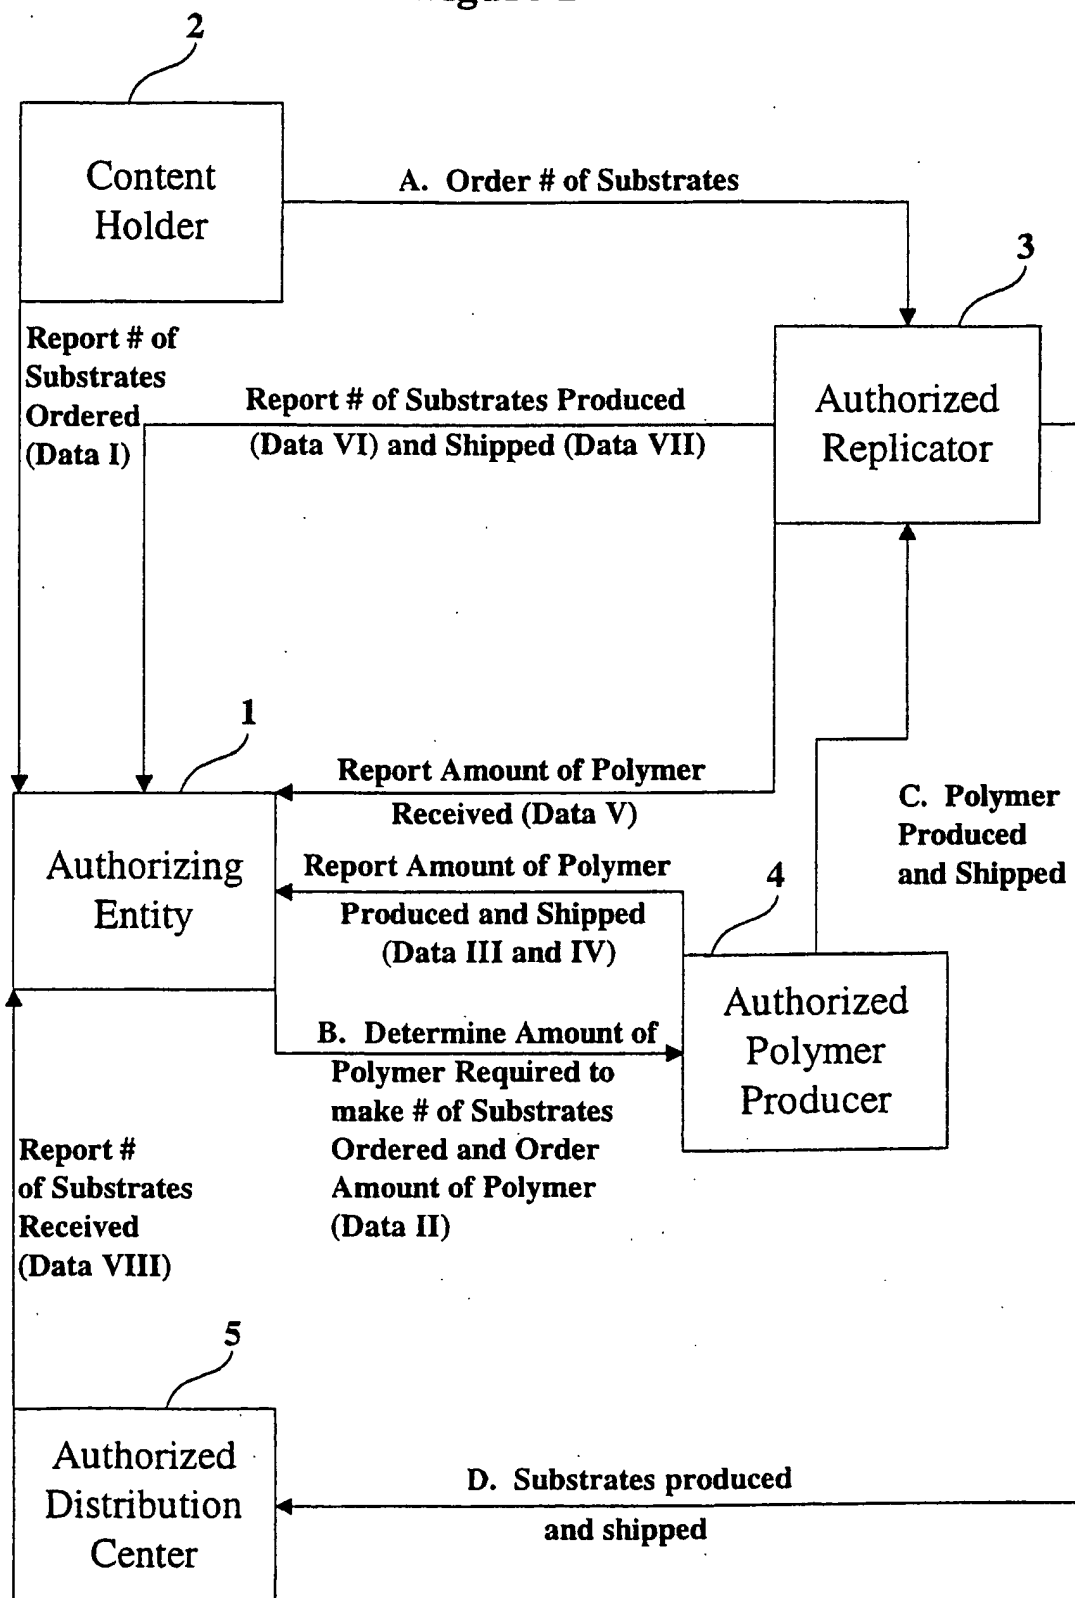 2
Content
Holder
A. Order # of Substrates
3
Report # of
Substrates
Ordered
(Data I)
Report # of Substrates Produced
(Data VI) and Shipped (Data VII)
Authorized
Replicator
1
Report Amount of Polymer
Received (Data V)
C. Polymer
Produced
and Shipped
Authorizing
Entity
Report Amount of Polymer
Produced and Shipped
(Data III and IV)
4
Authorized
Polymer
Producer
B. Determine Amount of
Polymer Required to
make # of Substrates
Ordered and Order
Amount of Polymer
(Data II)
Report #
of Substrates
Received
(Data VIII)
5
Authorized
Distribution
Center
D. Substrates produced
and shipped